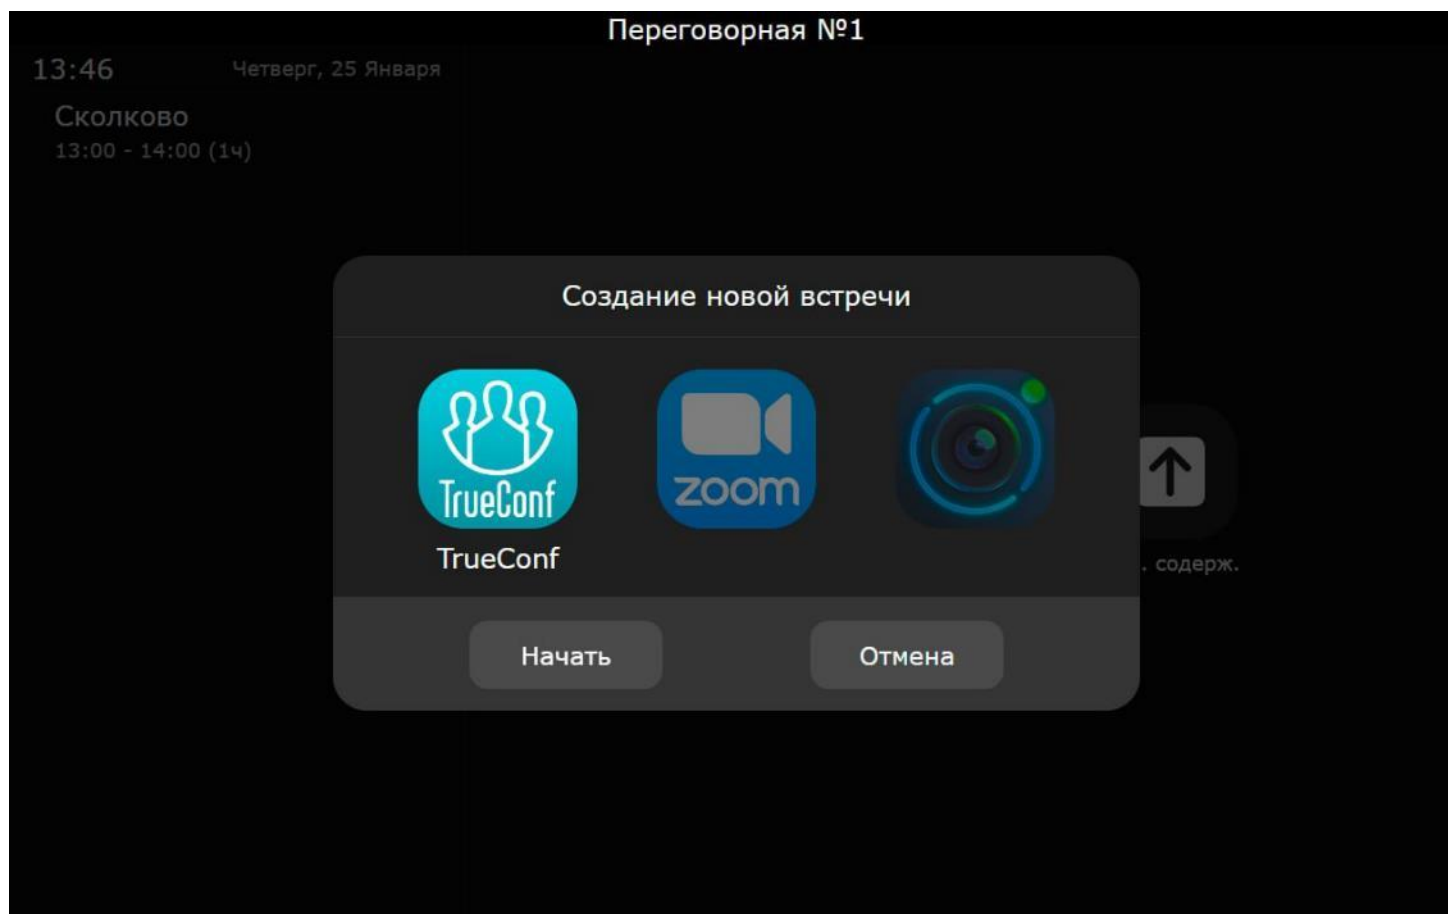 Переговорная №1
13:46 Четверг, 25 Января
Сколково
13:00 - 14:00 (1ч)
Создание новой встречи
TrueConf zoom
TrueConf
. содерж.
Начать Отмена